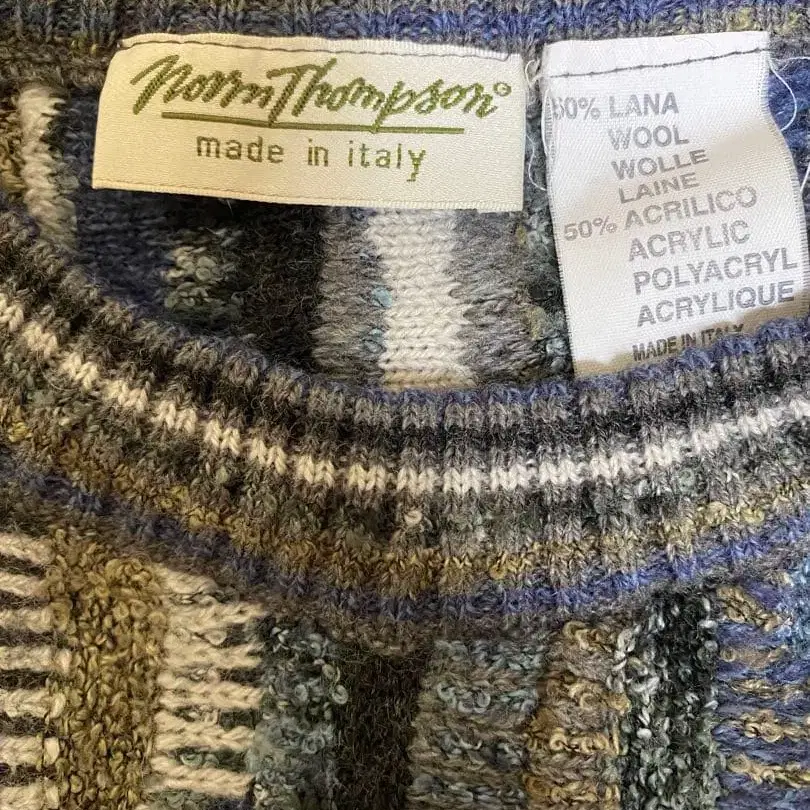 Norm Thompson
made in italy
50% LANA
WOOL
WOLLE
LAINE
50% ACRILICO
ACRYLIC
POLYACRYL
ACRYLIQUE
MADE IN ITALY